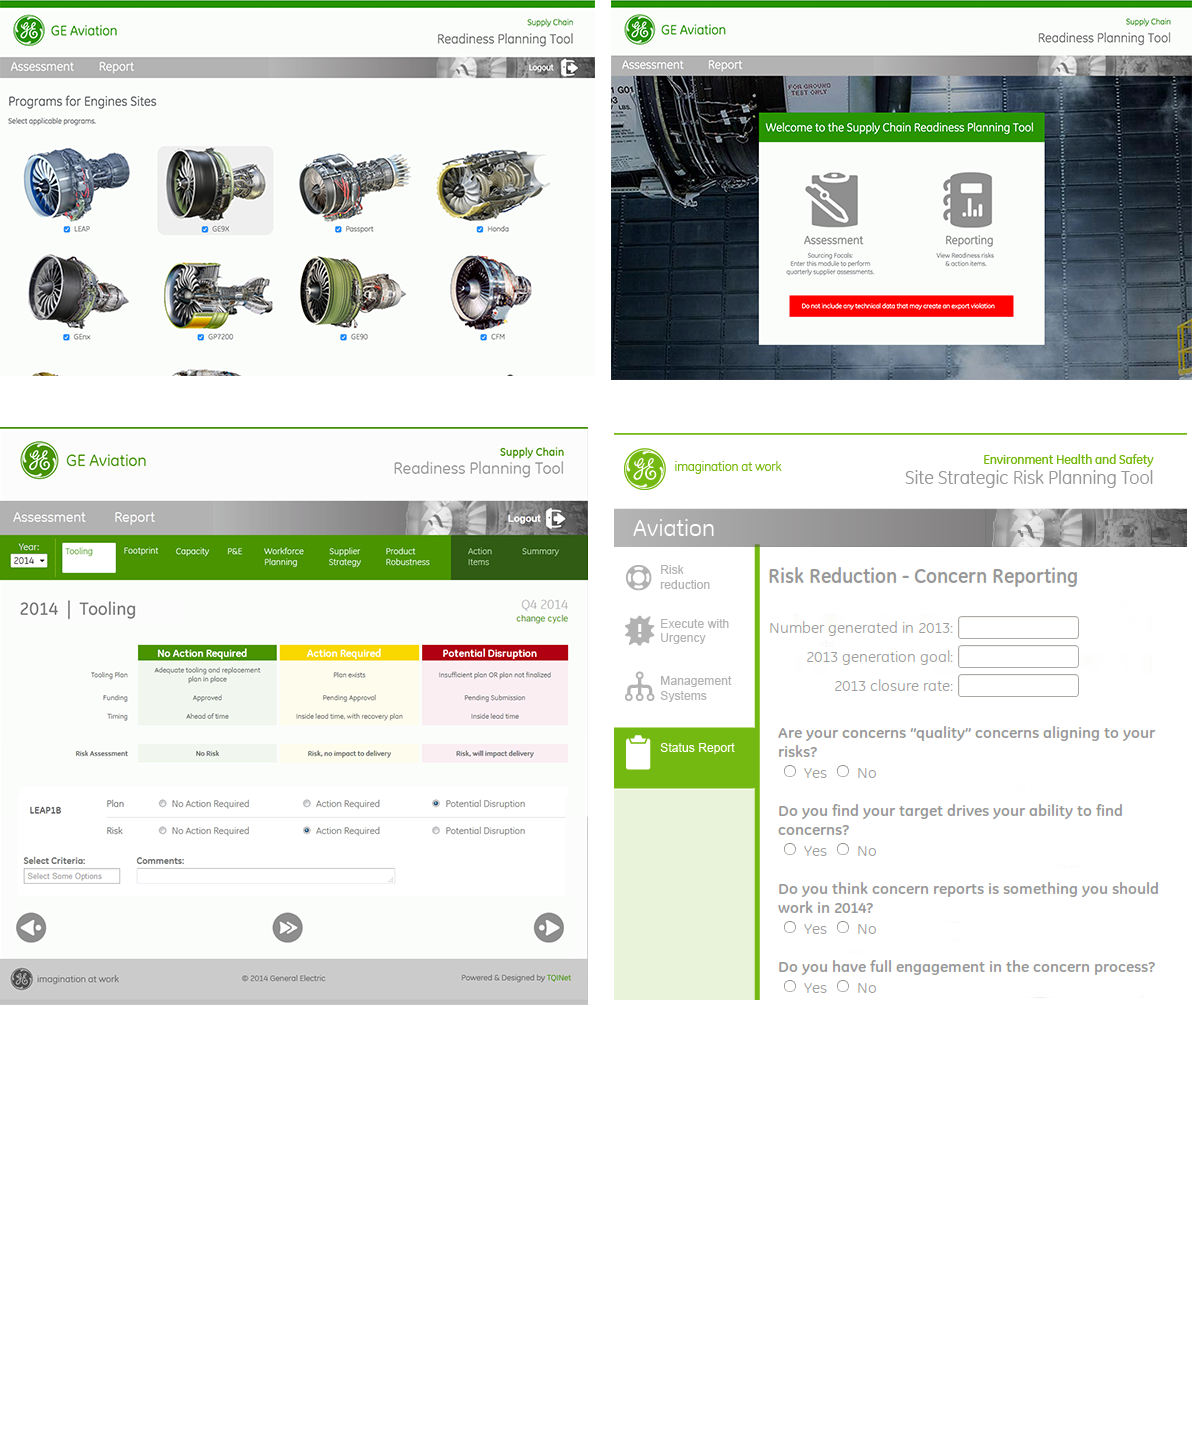 GE Aviation
Supply Chain
Readiness Planning Tool
Assessment Report Logout
Programs for Engines Sites
Select applicable programs.
LEAP GE9X Passport Honda
GEnx GP7200 GE90 CFM
GE Aviation
Supply Chain
Readiness Planning Tool
Assessment Report
G01
FOR GROUND
TEST ONLY
Welcome to the Supply Chain Readiness Planning Tool
Assessment
Sourcing Focals:
Enter this module to perform
quarterly supplier assessments.
Reporting
View Readiness risks
& action items.
Do not include any technical data that may create an export violation
GE Aviation
Supply Chain
Readiness Planning Tool
Assessment Report Logout
Year:
2014
Tooling
Footprint
Capacity
P&E
Workforce
Planning
Supplier
Strategy
Product
Robustness
Action
Items
Summary
2014 | Tooling
Q4 2014
change cycle
No Action Required Action Required Potential Disruption
Tooling Plan Adequate tooling and replacement
plan in place Plan exists Insufficient plan OR plan not finalized
Funding Approved Pending Approval Pending Submission
Timing Ahead of time Inside lead time, with recovery plan Inside lead time
Risk Assessment No Risk Risk, no impact to delivery Risk, will impact delivery
LEAP1B
Plan No Action Required Action Required Potential Disruption
Risk No Action Required Action Required Potential Disruption
Select Criteria: Comments:
Select Some Options
imagination at work © 2014 General Electric Powered & Designed by TQINet
imagination at work
Environment Health and Safety
Site Strategic Risk Planning Tool
Aviation
Risk
reduction
Execute with
Urgency
Management
Systems
Status Report
Risk Reduction - Concern Reporting
Number generated in 2013:
2013 generation goal:
2013 closure rate:
Are your concerns "quality" concerns aligning to your
risks?
Yes No
Do you find your target drives your ability to find
concerns?
Yes No
Do you think concern reports is something you should
work in 2014?
Yes No
Do you have full engagement in the concern process?
Yes No